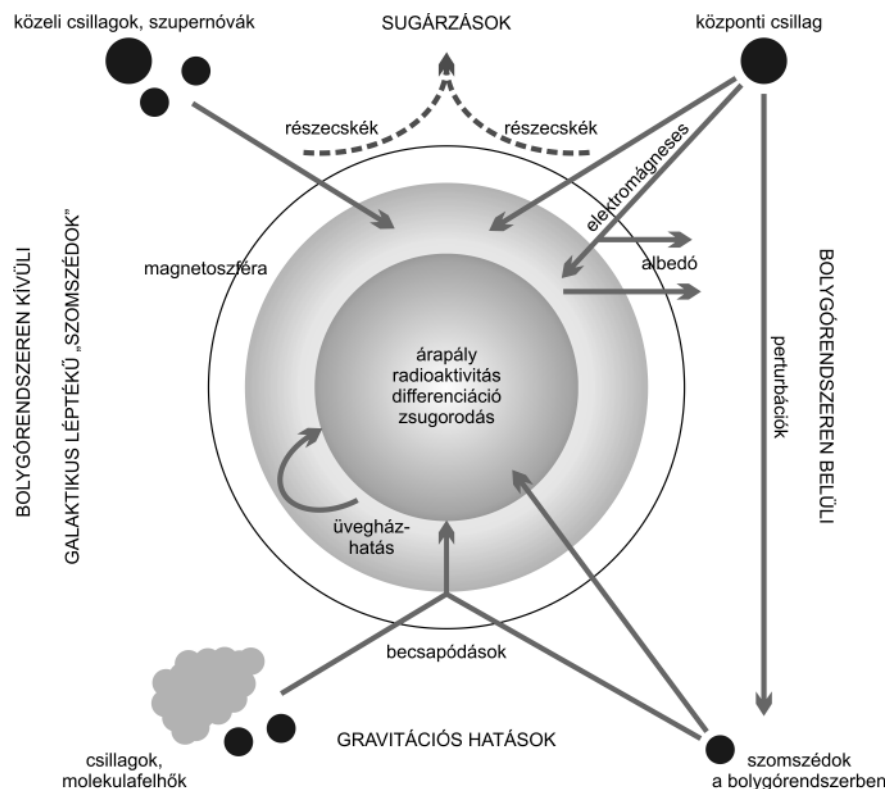 közeli csillagok, szupernóvák
SUGÁRZÁSOK
központi csillag
részecskék
részecskék
elektromágneses
magnetoszféra
albedó
BOLYGÓRENDSZEREN KÍVÜLI
GALAKTIKUS LÉPTÉKŰ „SZOMSZÉDOK”
árapály
radioaktivitás
differenciáció
zsugorodás
perturbációk
BOLYGÓRENDSZEREN BELÜLI
üvegház-
hatás
becsapódások
GRAVITÁCIÓS HATÁSOK
csillagok,
molekulafelhők
szomszédok
a bolygórendszerben